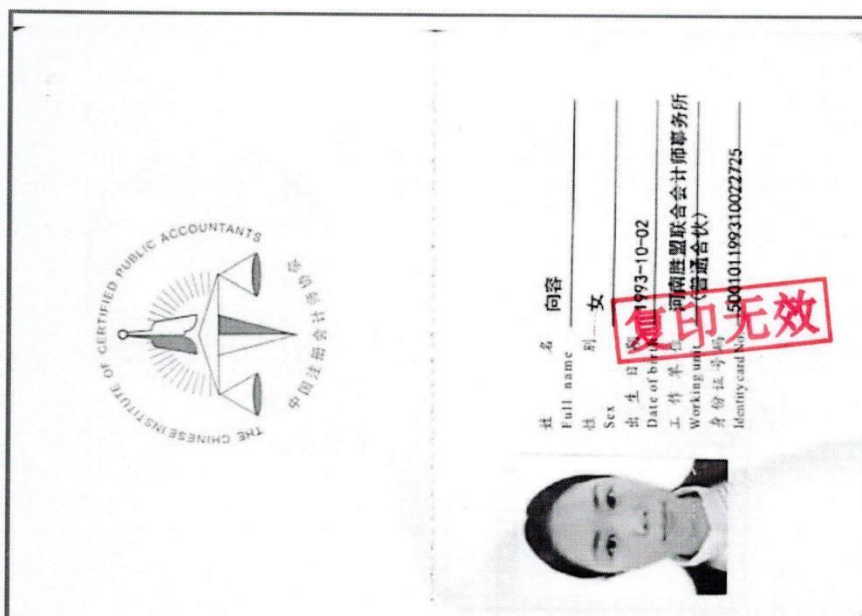 THE CHINESE INSTITUTE OF CERTIFIED PUBLIC ACCOUNTANTS
中国注册会计师协会
姓 名 向容
Full name
性 别 女
Sex
出生日期 1993-10-02
Date of birth
工作单位 河南胜盟联合会计师事务所
Working unit (普通合伙)
身份证号码 500101199310022725
Identity card No.
复印无效